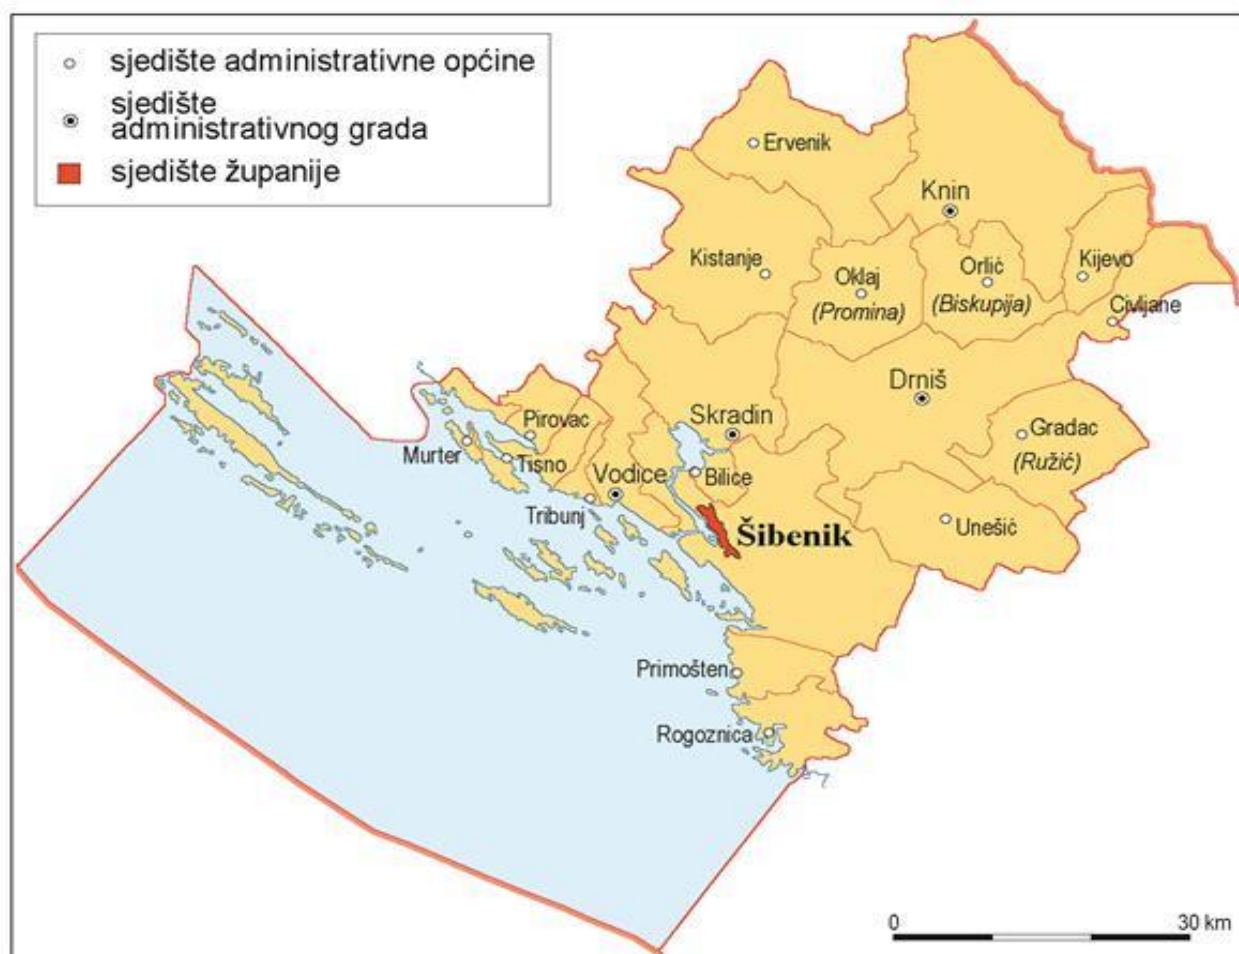 sjedište administrativne općine
sjedište
administrativnog grada
sjedište županije
Ervenik
Knin
Kistanje
Oklaj
(Promina)
Orlić
(Biskupija)
Kijevo
Civljane
Drniš
Skradin
Pirovac
Gradac
(Ružić)
Murter
Tisno
Vodice
Bilice
Tribunj
Šibenik
Unešić
Primošten
Rogoznica
0 30 km